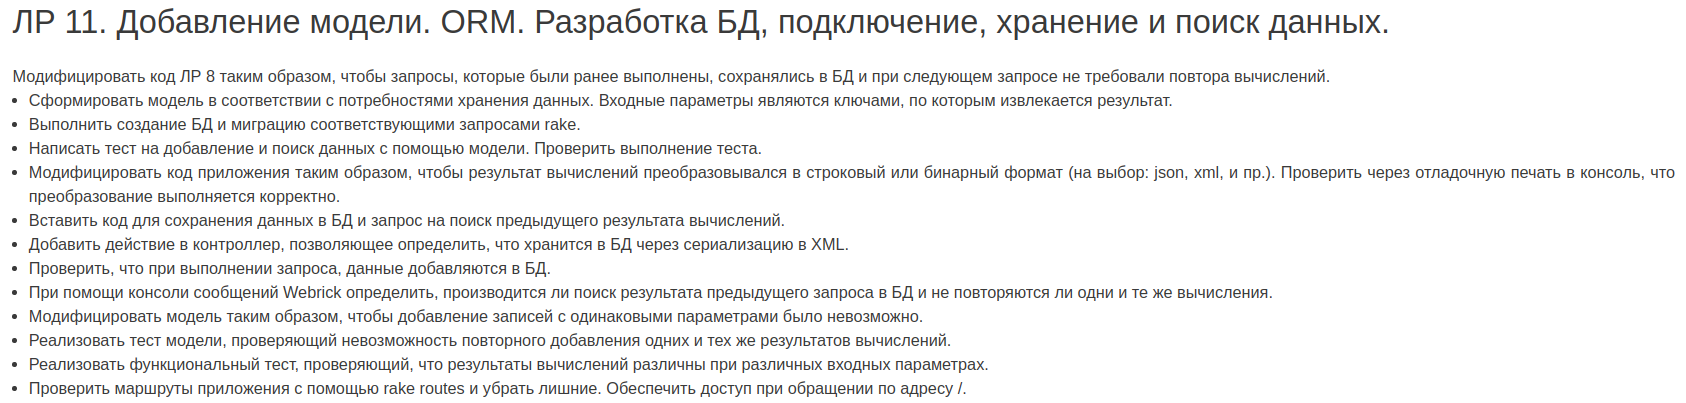 ЛР 11. Добавление модели. ORM. Разработка БД, подключение, хранение и поиск данных.
Модифицировать код ЛР 8 таким образом, чтобы запросы, которые были ранее выполнены, сохранялись в БД и при следующем запросе не требовали повтора вычислений.
• Сформировать модель в соответствии с потребностями хранения данных. Входные параметры являются ключами, по которым извлекается результат.
• Выполнить создание БД и миграцию соответствующими запросами rake.
• Написать тест на добавление и поиск данных с помощью модели. Проверить выполнение теста.
• Модифицировать код приложения таким образом, чтобы результат вычислений преобразовывался в строковый или бинарный формат (на выбор: json, xml, и пр.). Проверить через отладочную печать в консоль, что
преобразование выполняется корректно.
• Вставить код для сохранения данных в БД и запрос на поиск предыдущего результата вычислений.
• Добавить действие в контроллер, позволяющее определить, что хранится в БД через сериализацию в XML.
• Проверить, что при выполнении запроса, данные добавляются в БД.
• При помощи консоли сообщений Webrick определить, производится ли поиск результата предыдущего запроса в БД и не повторяются ли одни и те же вычисления.
• Модифицировать модель таким образом, чтобы добавление записей с одинаковыми параметрами было невозможно.
• Реализовать тест модели, проверяющий невозможность повторного добавления одних и тех же результатов вычислений.
• Реализовать функциональный тест, проверяющий, что результаты вычислений различны при различных входных параметрах.
• Проверить маршруты приложения с помощью rake routes и убрать лишние. Обеспечить доступ при обращении по адресу /.